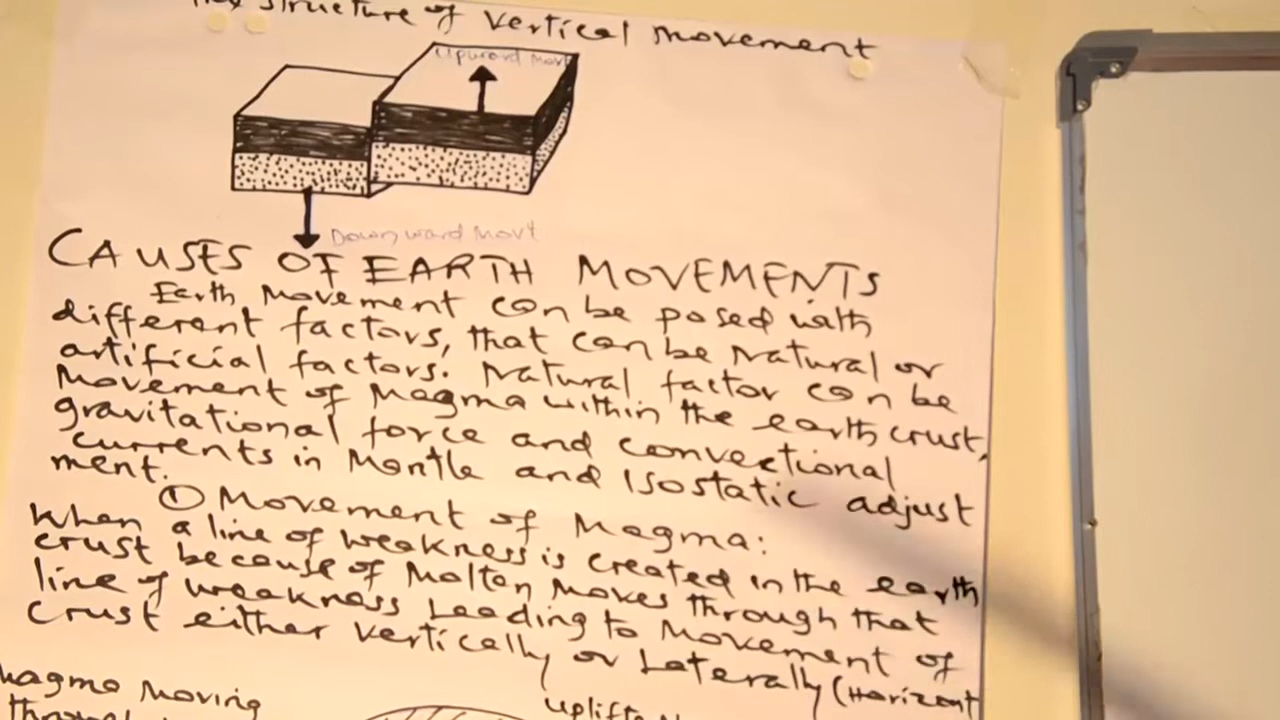 structure of vertical movement
Upward Movt
Downward Movt
CAUSES OF EARTH MOVEMENTS
Earth Movement can be posed with
different factors, that can be Natural or
artificial factors. Natural factor can be
Movement of Magma within the earth crust,
gravitational force and convectional
currents in Mantle and Isostatic adjust
ment.
① Movement of Magma:
When a line of weakness is created in the earth
crust because of Molten Moves through that
line of weakness Leading to Movement of
crust either vertically or Laterally (Horizont
Magma Moving